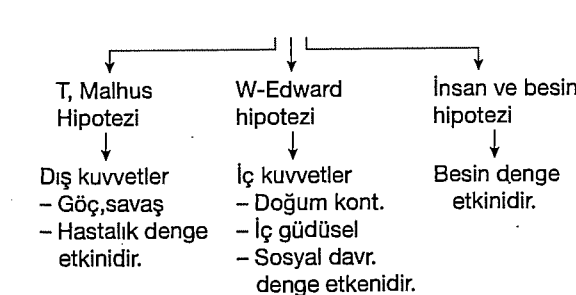 T, Malhus
Hipotezi
Dış kuvvetler
– Göç,savaş
– Hastalık denge
etkinidir.
W-Edward
hipotezi
İç kuvvetler
– Doğum kont.
– İç güdüsel
– Sosyal davr.
denge etkenidir.
İnsan ve besin
hipotezi
Besin denge
etkinidir.